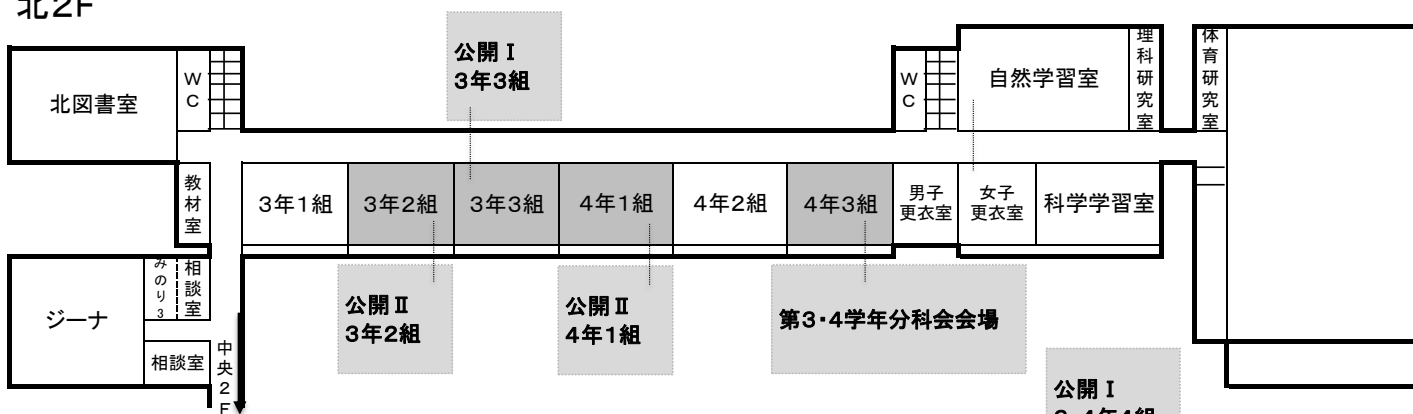 北2F
公開Ⅰ
3年3組
北図書室
WC
WC
自然学習室
理科研究室
体育研究室
教材室
3年1組
3年2組
3年3組
4年1組
4年2組
4年3組
男子
更衣室
女子
更衣室
科学学習室
ジーナ
みのり3
相談室
相談室
中央2F
公開Ⅱ
3年2組
公開Ⅱ
4年1組
第3・4学年分科会会場
公開Ⅰ
3・4年4組